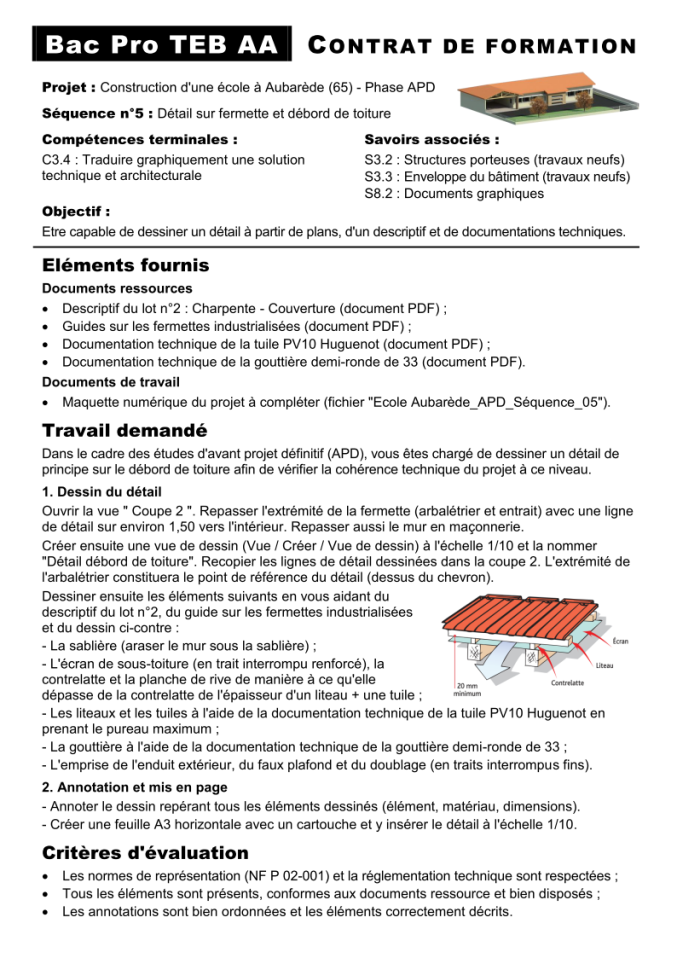 Bac Pro TEB AA CONTRAT DE FORMATION
Projet : Construction d'une école à Aubarède (65) - Phase APD
Séquence n°5 : Détail sur fermette et débord de toiture
Compétences terminales :
C3.4 : Traduire graphiquement une solution
technique et architecturale
Savoirs associés :
S3.2 : Structures porteuses (travaux neufs)
S3.3 : Enveloppe du bâtiment (travaux neufs)
S8.2 : Documents graphiques
Objectif :
Etre capable de dessiner un détail à partir de plans, d'un descriptif et de documentations techniques.
Eléments fournis
Documents ressources
• Descriptif du lot n°2 : Charpente - Couverture (document PDF) ;
• Guides sur les fermettes industrialisées (document PDF) ;
• Documentation technique de la tuile PV10 Huguenot (document PDF) ;
• Documentation technique de la gouttière demi-ronde de 33 (document PDF).
Documents de travail
• Maquette numérique du projet à compléter (fichier "Ecole Aubarède_APD_Séquence_05").
Travail demandé
Dans le cadre des études d'avant projet définitif (APD), vous êtes chargé de dessiner un détail de
principe sur le débord de toiture afin de vérifier la cohérence technique du projet à ce niveau.
1. Dessin du détail
Ouvrir la vue " Coupe 2 ". Repasser l'extrémité de la fermette (arbalétrier et entrait) avec une ligne
de détail sur environ 1,50 vers l'intérieur. Repasser aussi le mur en maçonnerie.
Créer ensuite une vue de dessin (Vue / Créer / Vue de dessin) à l'échelle 1/10 et la nommer
"Détail débord de toiture". Recopier les lignes de détail dessinées dans la coupe 2. L'extrémité de
l'arbalétrier constituera le point de référence du détail (dessus du chevron).
Dessiner ensuite les éléments suivants en vous aidant du
descriptif du lot n°2, du guide sur les fermettes industrialisées
et du dessin ci-contre :
- La sablière (araser le mur sous la sablière) ;
- L'écran de sous-toiture (en trait interrompu renforcé), la
contrelatte et la planche de rive de manière à ce qu'elle
dépasse de la contrelatte de l'épaisseur d'un liteau + une tuile ;
Écran
Liteau
Contrelatte
20 mm
minimum
- Les liteaux et les tuiles à l'aide de la documentation technique de la tuile PV10 Huguenot en
prenant le pureau maximum ;
- La gouttière à l'aide de la documentation technique de la gouttière demi-ronde de 33 ;
- L'emprise de l'enduit extérieur, du faux plafond et du doublage (en traits interrompus fins).
2. Annotation et mis en page
- Annoter le dessin repérant tous les éléments dessinés (élément, matériau, dimensions).
- Créer une feuille A3 horizontale avec un cartouche et y insérer le détail à l'échelle 1/10.
Critères d'évaluation
• Les normes de représentation (NF P 02-001) et la réglementation technique sont respectées ;
• Tous les éléments sont présents, conformes aux documents ressource et bien disposés ;
• Les annotations sont bien ordonnées et les éléments correctement décrits.